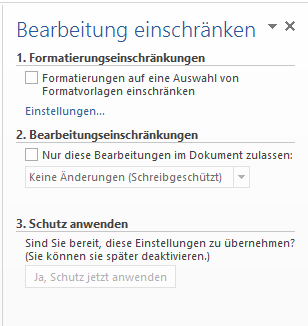 Bearbeitung einschränken
1. Formatierungseinschränkungen
Formatierungen auf eine Auswahl von
Formatvorlagen einschränken
Einstellungen...
2. Bearbeitungseinschränkungen
Nur diese Bearbeitungen im Dokument zulassen:
Keine Änderungen (Schreibgeschützt)
3. Schutz anwenden
Sind Sie bereit, diese Einstellungen zu übernehmen?
(Sie können sie später deaktivieren.)
Ja, Schutz jetzt anwenden